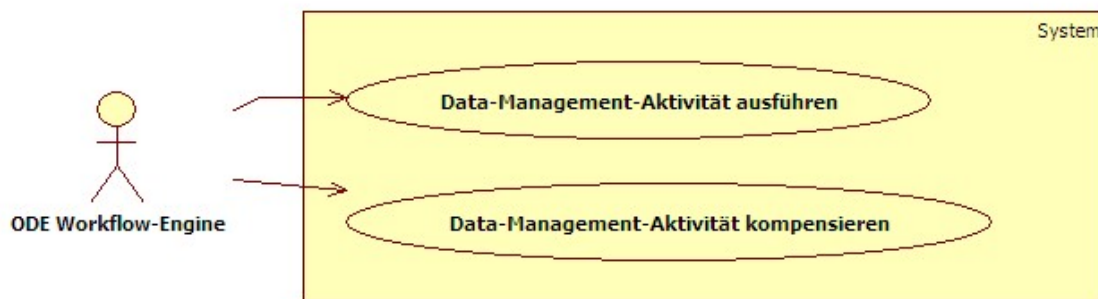 System
Data-Management-Aktivität ausführen
ODE Workflow-Engine
Data-Management-Aktivität kompensieren